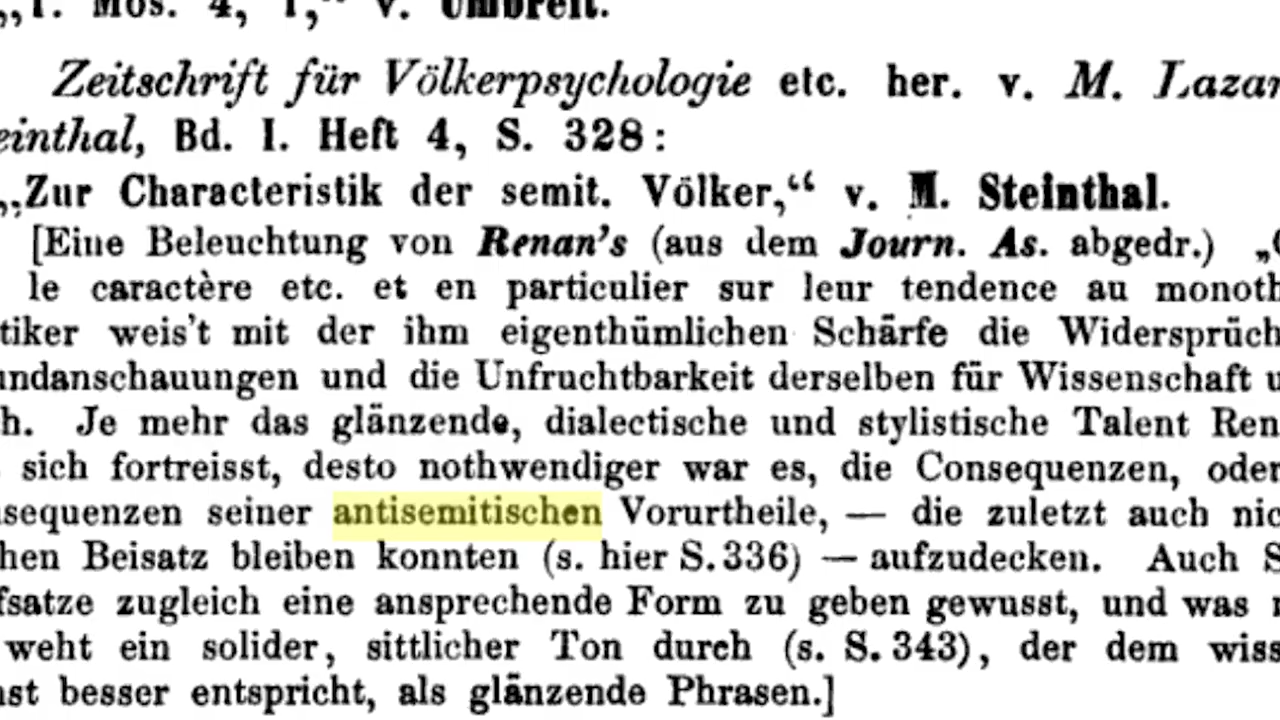 „1. Mos. 4, 1,“ v. Umbreit.
Zeitschrift für Völkerpsychologie etc. her. v. M. Lazar
einthal, Bd. I. Heft 4, S. 328:
„Zur Characteristik der semit. Völker,“ v. M. Steinthal.
[Eine Beleuchtung von Renan's (aus dem Journ. As. abgedr.)
le caractère etc. et en particulier sur leur tendence au monoth
tiker weis't mit der ihm eigenthümlichen Schärfe die Widersprüch
undanschauungen und die Unfruchtbarkeit derselben für Wissenschaft u
h. Je mehr das glänzende, dialectische und stylistische Talent Ren
sich fortreisst, desto nothwendiger war es, die Consequenzen, oder
sequenzen seiner antisemitischen Vorurtheile, — die zuletzt auch nic
hen Beisatz bleiben konnten (s. hier S. 336) — aufzudecken. Auch S
fsatze zugleich eine ansprechende Form zu geben gewusst, und was
weht ein solider, sittlicher Ton durch (s. S. 343), der dem wiss
nst besser entspricht, als glänzende Phrasen.]